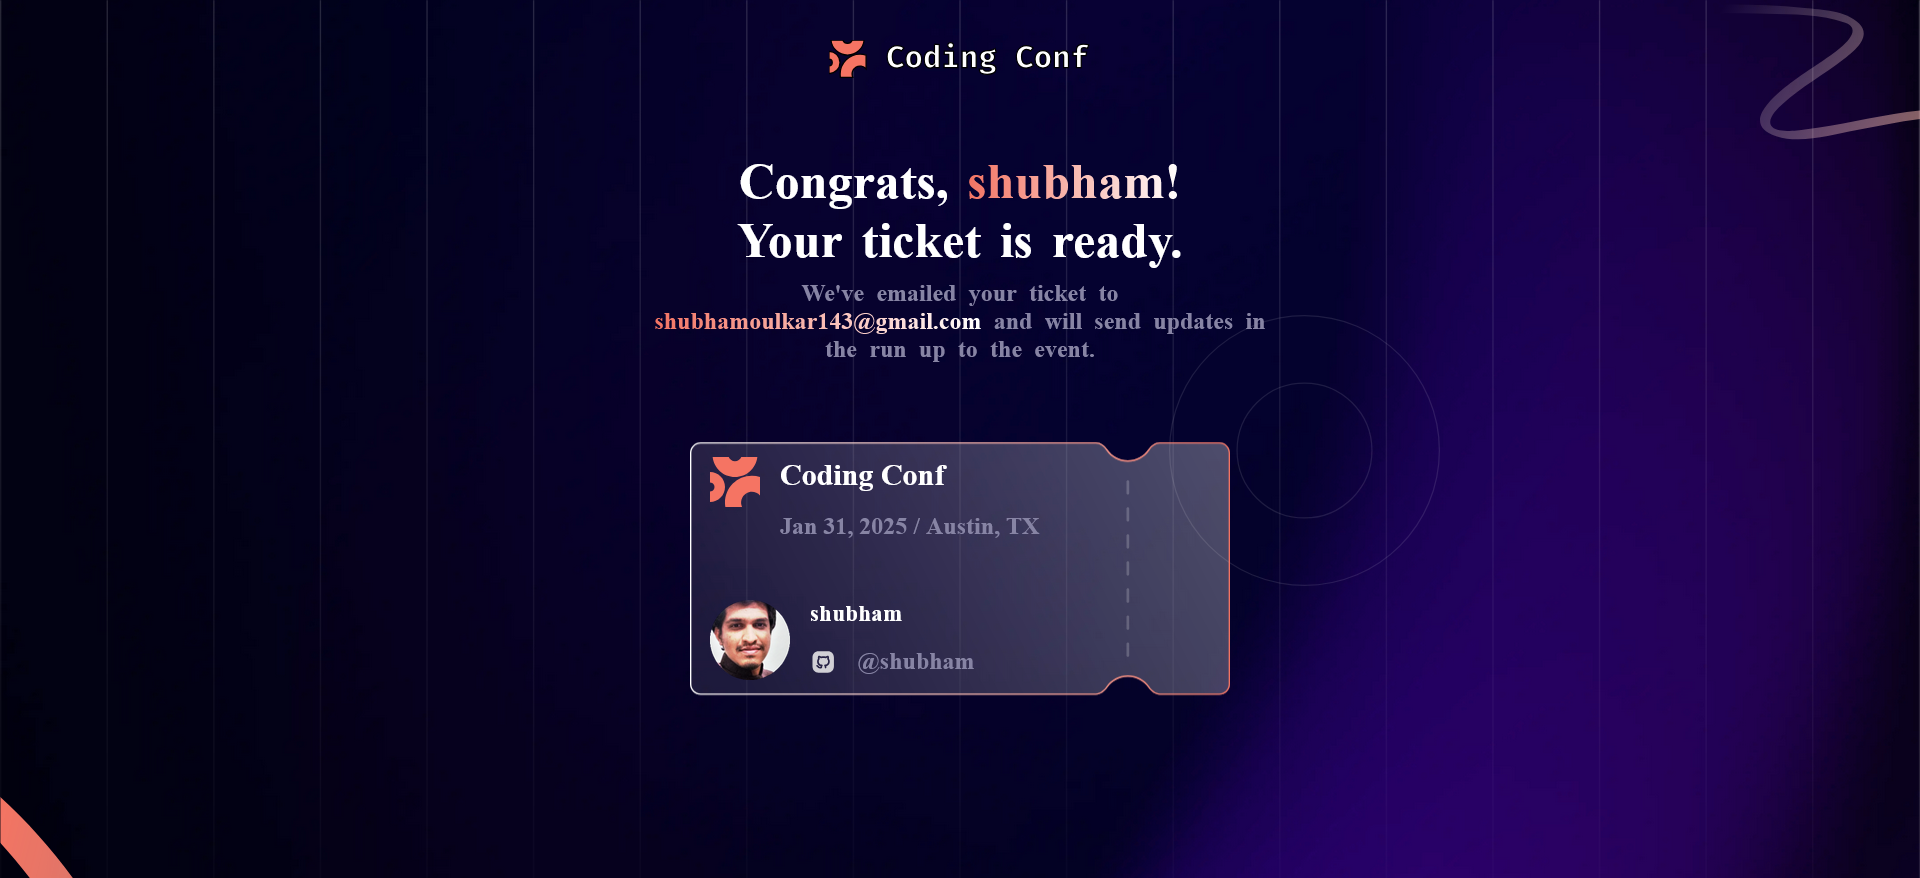 Coding Conf
Congrats, shubham!
Your ticket is ready.
We've emailed your ticket to
shubhamoulkar143@gmail.com and will send updates in
the run up to the event.
Coding Conf
Jan 31, 2025 / Austin, TX
shubham
@shubham